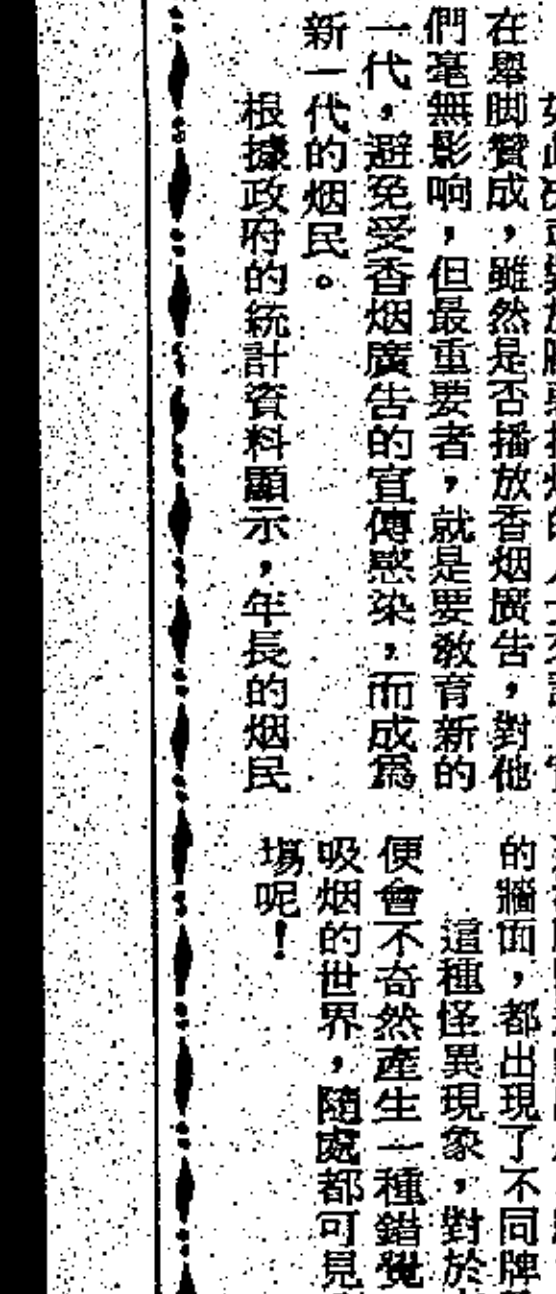 在舉脚贊成，雖然是否播放香烟廣告，對他
們毫無影响，但最重要者，就是要教育新的
一代，避免受香烟廣告的宣傳感染，而成爲
新一代的烟民。
根據政府的統計資料顯示，年長的烟民
的牆面，都出現了不同牌
這種怪異現象，對於
便會不奇然產生一種錯覺
吸烟的世界，隨處都可見
塲呢！